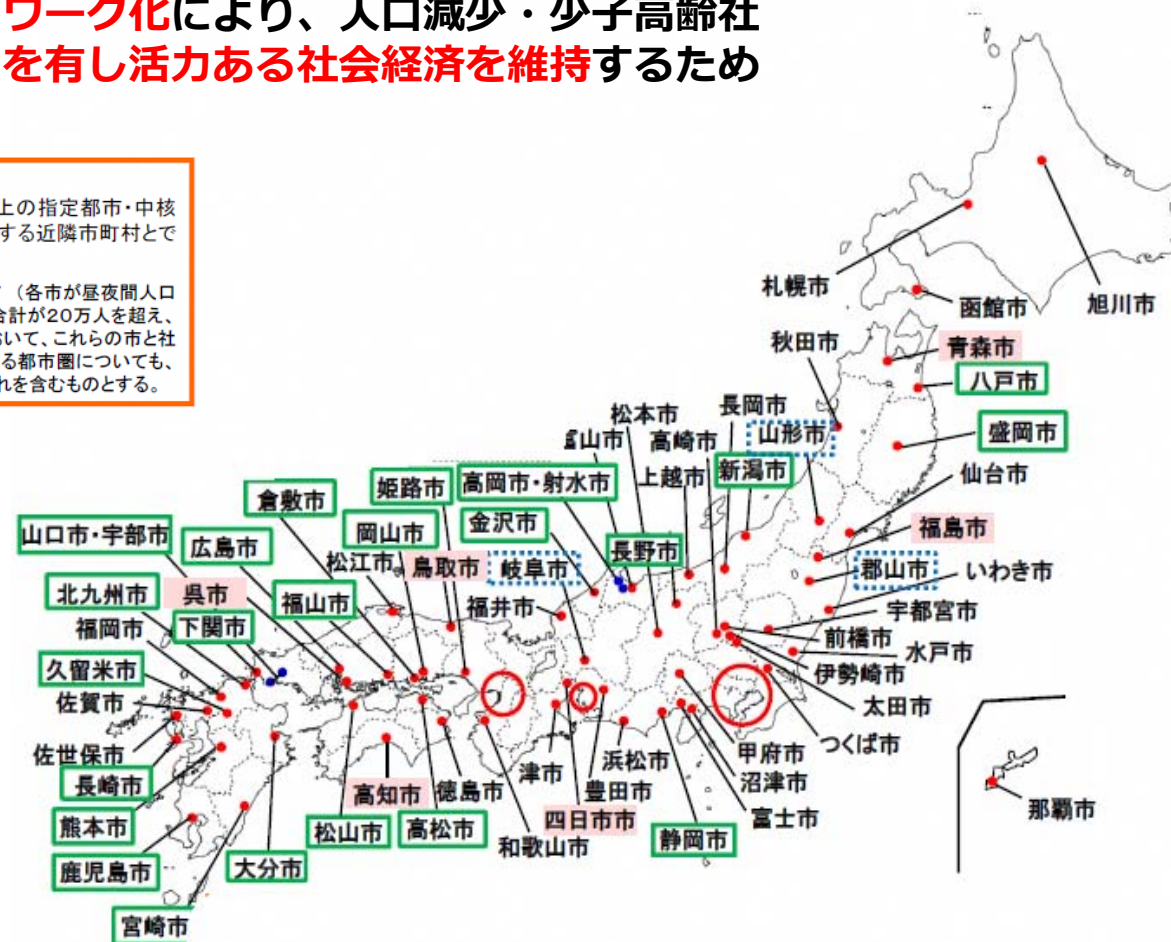 ワーク化により、人口減少・少子高齢社
を有し活力ある社会経済を維持するため
上の指定都市・中核
する近隣市町村とで
（各市が昼夜間人口
合計が20万人を超え、
おいて、これらの市と社
る都市圏についても、
れを含むものとする。
札幌市
函館市
旭川市
秋田市
青森市
八戸市
盛岡市
仙台市
松本市
長岡市
山市
高崎市
山形市
上越市
新潟市
福島市
郡山市
いわき市
宇都宮市
前橋市
水戸市
伊勢崎市
太田市
つくば市
倉敷市
姫路市
高岡市・射水市
金沢市
長野市
岡山市
山口市・宇部市
広島市
松江市
鳥取市
岐阜市
北九州市
呉市
福山市
福井市
福岡市
下関市
久留米市
佐賀市
佐世保市
長崎市
熊本市
鹿児島市
大分市
宮崎市
高知市
徳島市
松山市
高松市
和歌山市
津市
浜松市
豊田市
四日市市
静岡市
甲府市
沼津市
富士市
那覇市